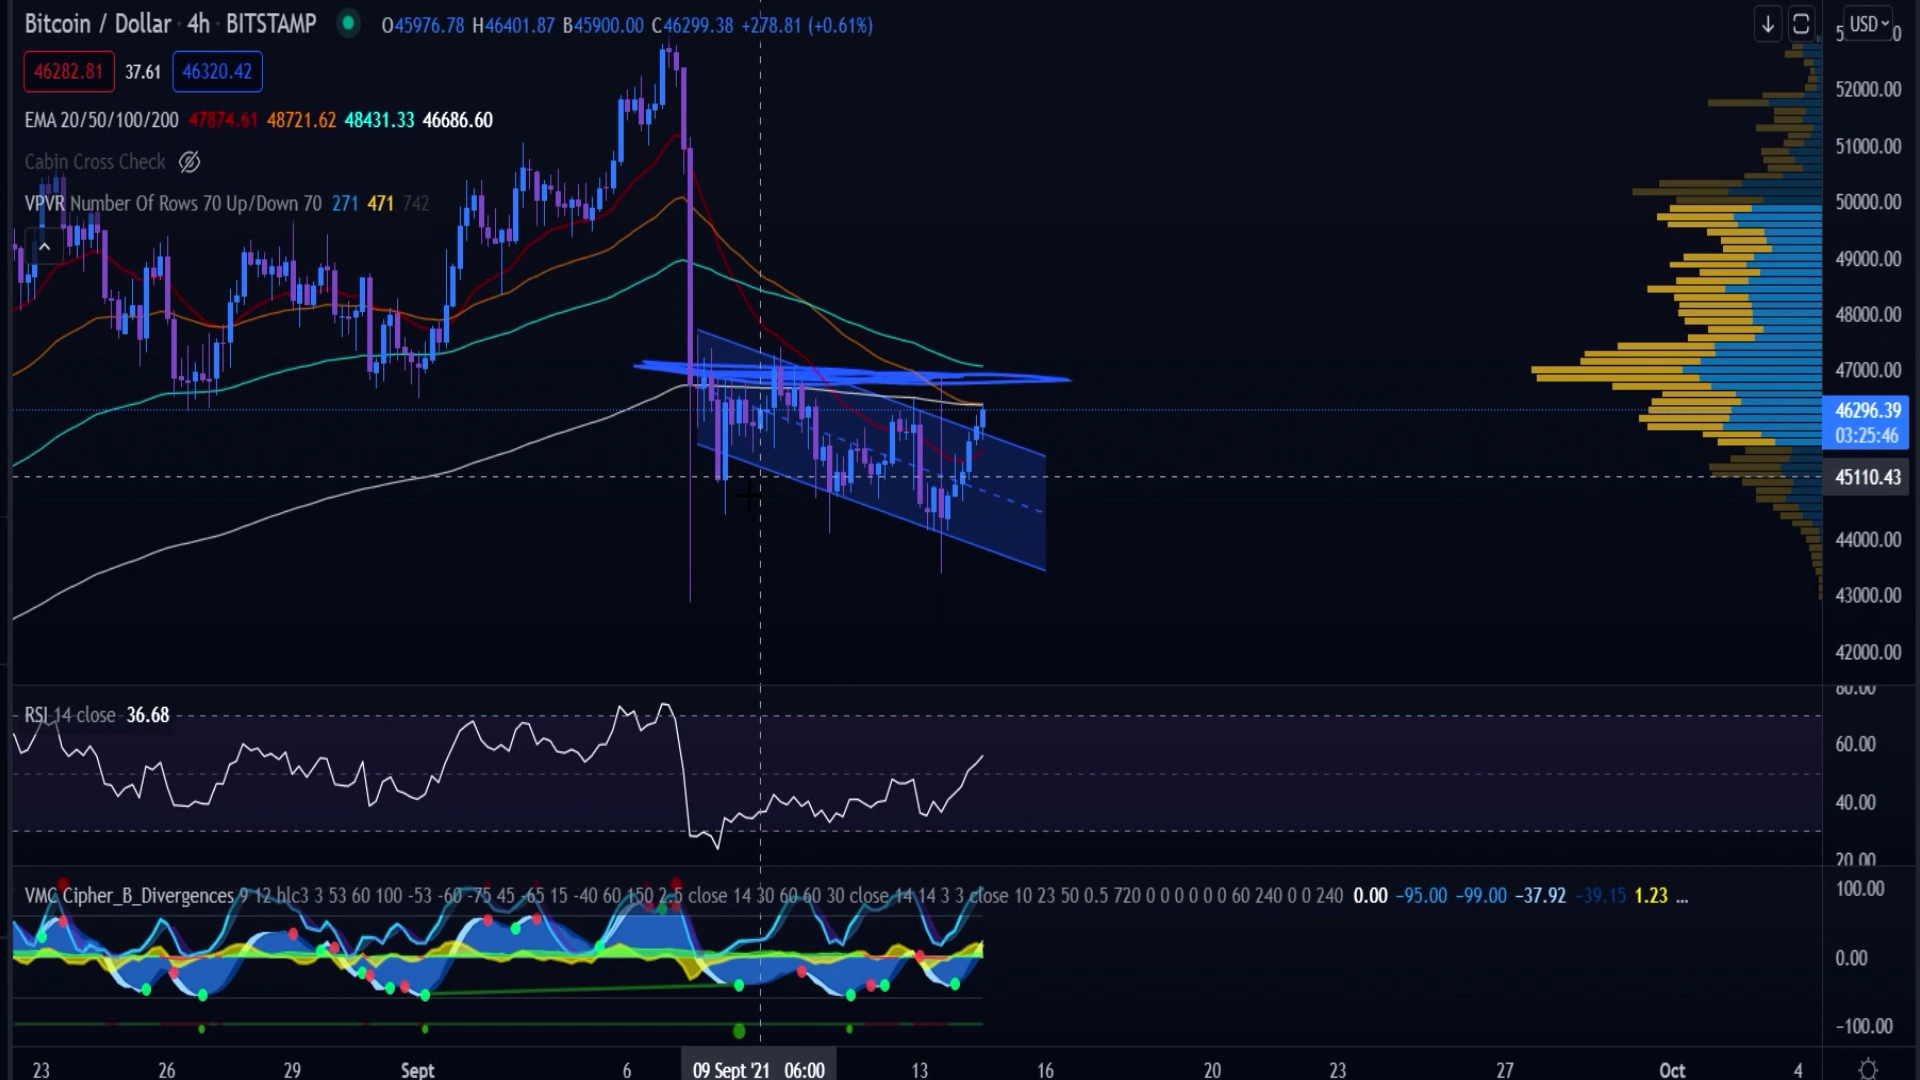 Bitcoin / Dollar · 4h · BITSTAMP O45976.78 H46401.87 B45900.00 C46299.38 +278.81 (+0.61%)
46282.81 37.61 46320.42
EMA 20/50/100/200 47874.61 48721.62 48431.33 46686.60
Cabin Cross Check
VPVR Number Of Rows 70 Up/Down 70 271 471 742
USD
52000.00
51000.00
50000.00
49000.00
48000.00
47000.00
46296.39
03:25:46
45110.43
44000.00
43000.00
42000.00
RSI 14 close 36.68
80.00
60.00
40.00
20.00
VMC Cipher_B_Divergences 9 12 hlc3 3 53 60 100 -53 -60 -75 45 -65 15 -40 60 150 2.5 close 14 30 60 60 30 close 14 14 3 3 close 10 23 50 0.5 720 0 0 0 0 0 0 60 240 0 0 240 0.00 −95.00 −99.00 −37.92 −39.15 1.23 ...
100.00
0.00
−100.00
23 26 29 Sept 6 09 Sept '21 06:00 13 16 20 23 27 Oct 4